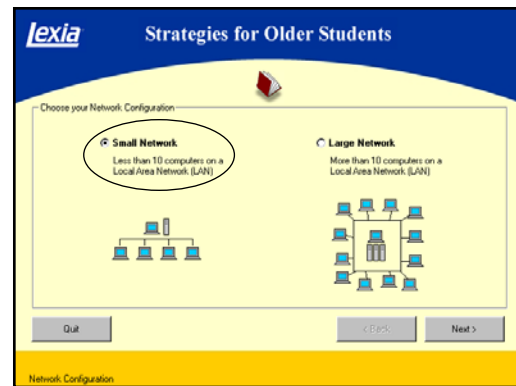 Lexia
Strategies for Older Students
Choose your Network Configuration
Small Network
Less than 10 computers on a
Local Area Network (LAN)
Large Network
More than 10 computers on a
Local Area Network (LAN)
Quit
< Back
Next >
Network Configuration